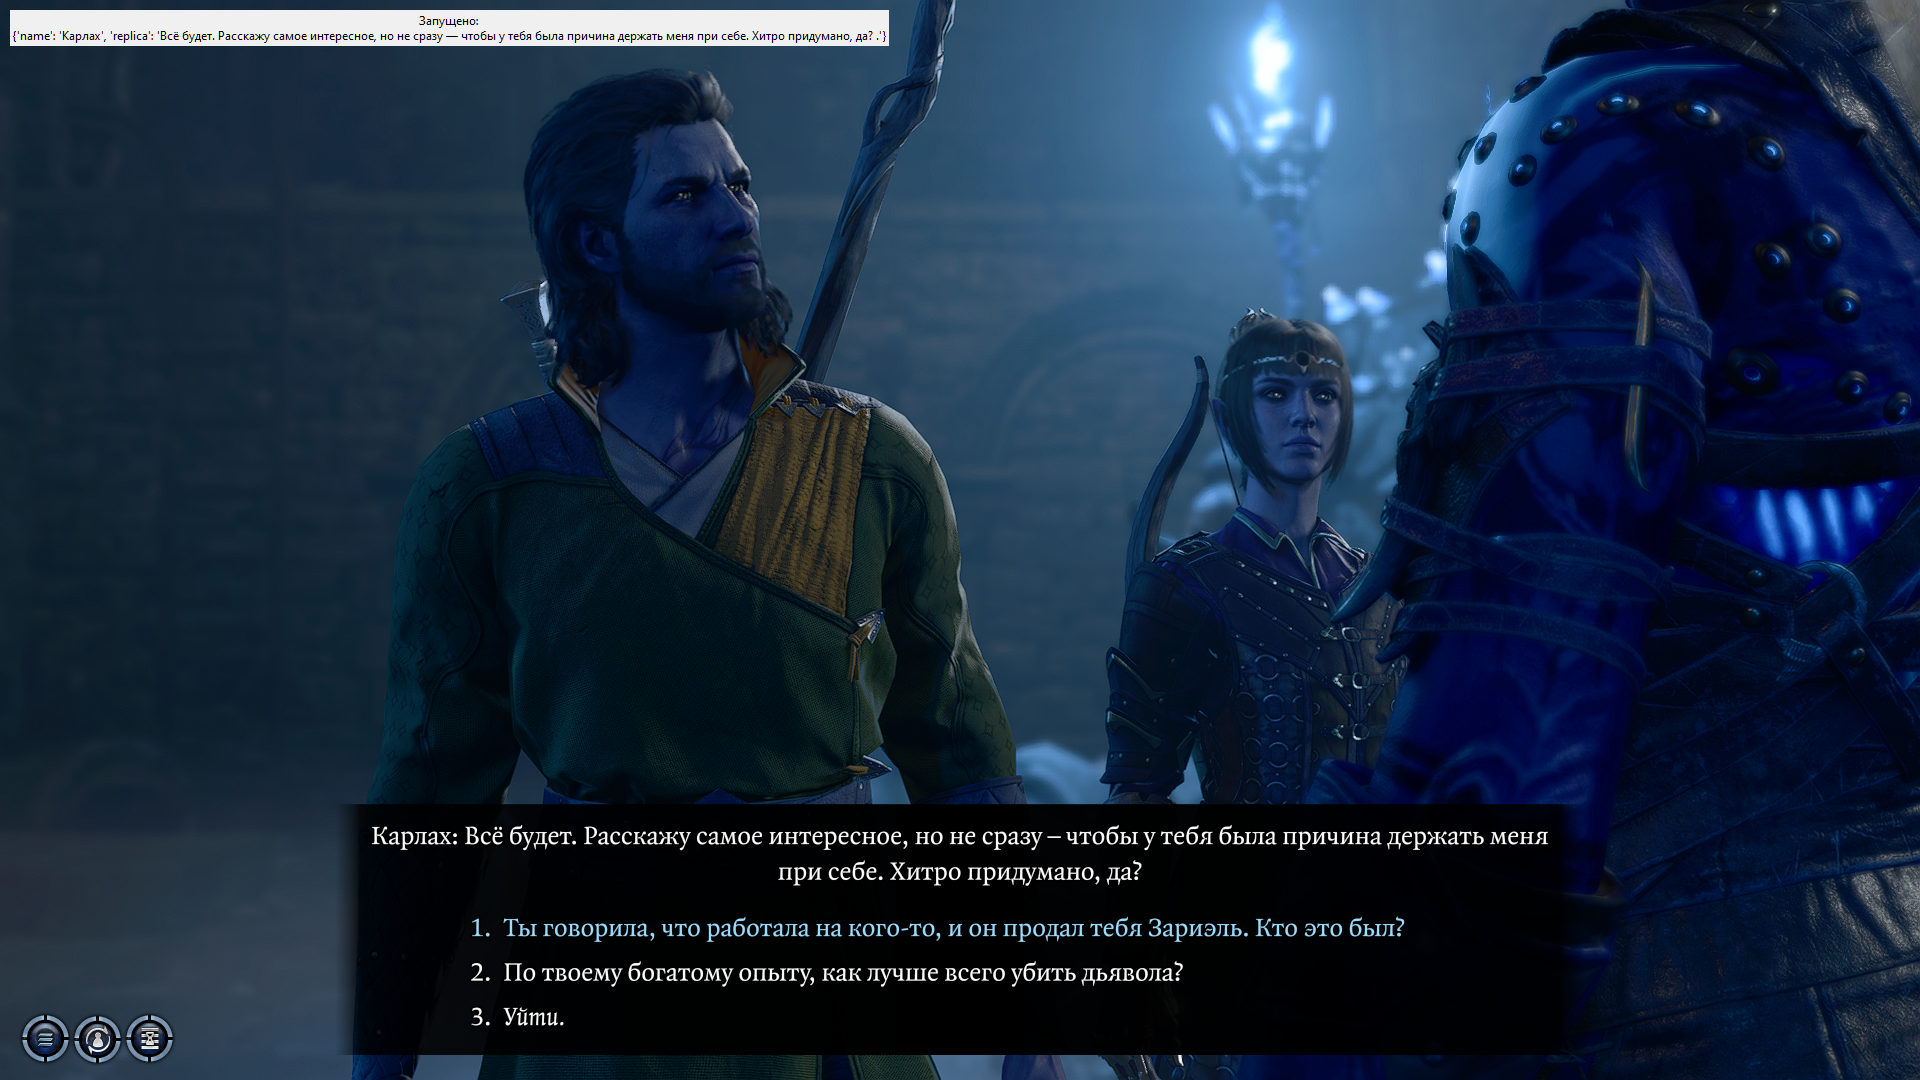 Запущено:
{'name': 'Карлах', 'replica': 'Всё будет. Расскажу самое интересное, но не сразу — чтобы у тебя была причина держать меня при себе. Хитро придумано, да? .'}
Карлах: Всё будет. Расскажу самое интересное, но не сразу – чтобы у тебя была причина держать меня
при себе. Хитро придумано, да?
1. Ты говорила, что работала на кого-то, и он продал тебя Зариэль. Кто это был?
2. По твоему богатому опыту, как лучше всего убить дьявола?
3. Уйти.